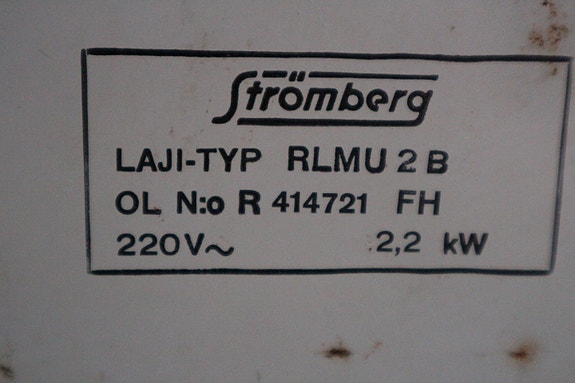 Strömberg
LAJI-TYP RLMU 2 B
OL N:o R 414721 FH
220V~ 2,2 kW